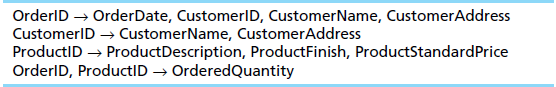 OrderID → OrderDate, CustomerID, CustomerName, CustomerAddress
CustomerID → CustomerName, CustomerAddress
ProductID → ProductDescription, ProductFinish, ProductStandardPrice
OrderID, ProductID → OrderedQuantity